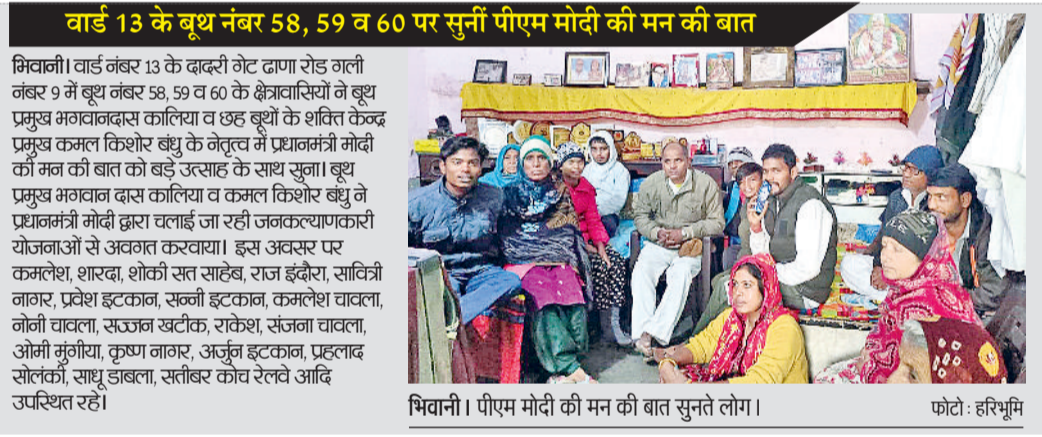 वार्ड 13 के बूथ नंबर 58, 59 व 60 पर सुनीं पीएम मोदी की मन की बात
भिवानी। वार्ड नंबर 13 के दादरी गेट ढाणा रोड गली
नंबर 9 में बूथ नंबर 58, 59 व 60 के क्षेत्रावासियों ने बूथ
प्रमुख भगवानदास कालिया व छह बूथों के शक्ति केन्द्र
प्रमुख कमल किशोर बंधु के नेतृत्व में प्रधानमंत्री मोदी
की मन की बात को बड़े उत्साह के साथ सुना। बूथ
प्रमुख भगवान दास कालिया व कमल किशोर बंधु ने
प्रधानमंत्री मोदी द्वारा चलाई जा रही जनकल्याणकारी
योजनाओं से अवगत करवाया। इस अवसर पर
कमलेश, शारदा, शोकी सत साहेब, राज इंदौरा, सावित्री
नागर, प्रवेश इटकान, सन्नी इटकान, कमलेश चावला,
नोनी चावला, सज्जन खटीक, राकेश, संजना चावला,
ओमी मुंगीया, कृष्ण नागर, अर्जुन इटकान, प्रहलाद
सोलंकी, साधू डाबला, सतीबर कोच रेलवे आदि
उपस्थित रहे।
भिवानी। पीएम मोदी की मन की बात सुनते लोग।
फोटो : हरिभूमि